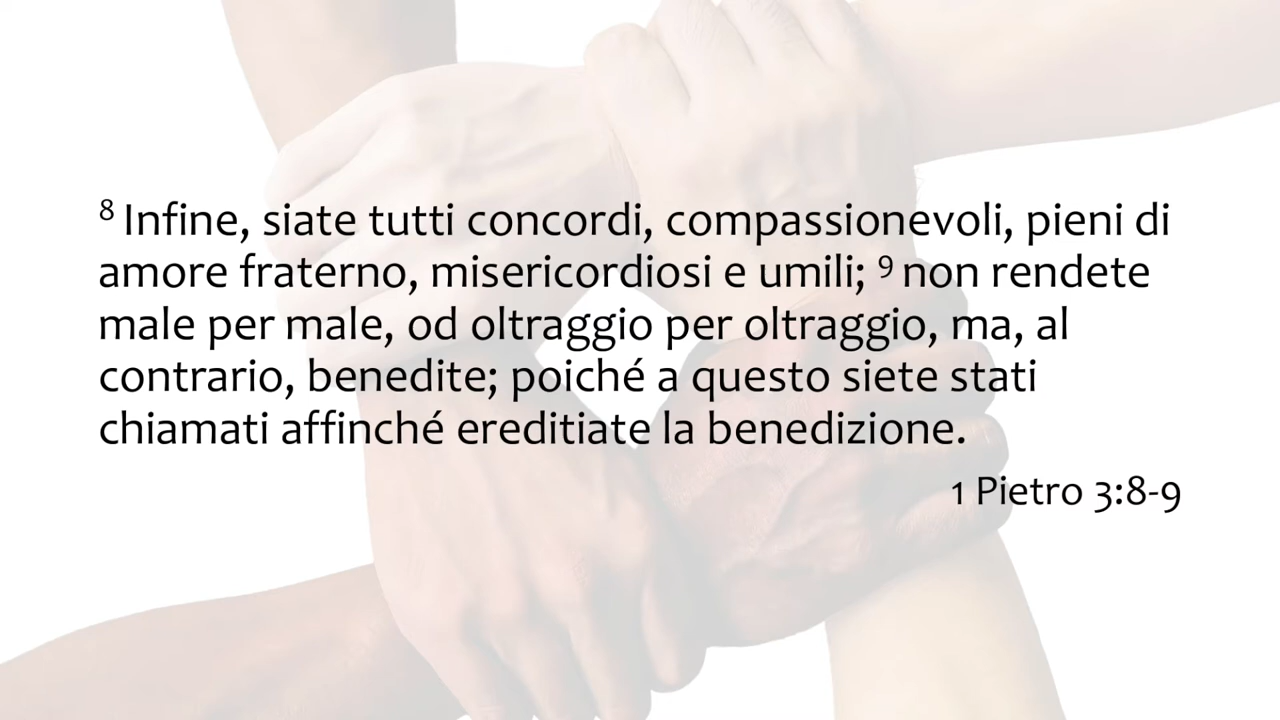 ⁸ Infine, siate tutti concordi, compassionevoli, pieni di
amore fraterno, misericordiosi e umili; ⁹ non rendete
male per male, od oltraggio per oltraggio, ma, al
contrario, benedite; poiché a questo siete stati
chiamati affinché ereditiate la benedizione.
1 Pietro 3:8-9